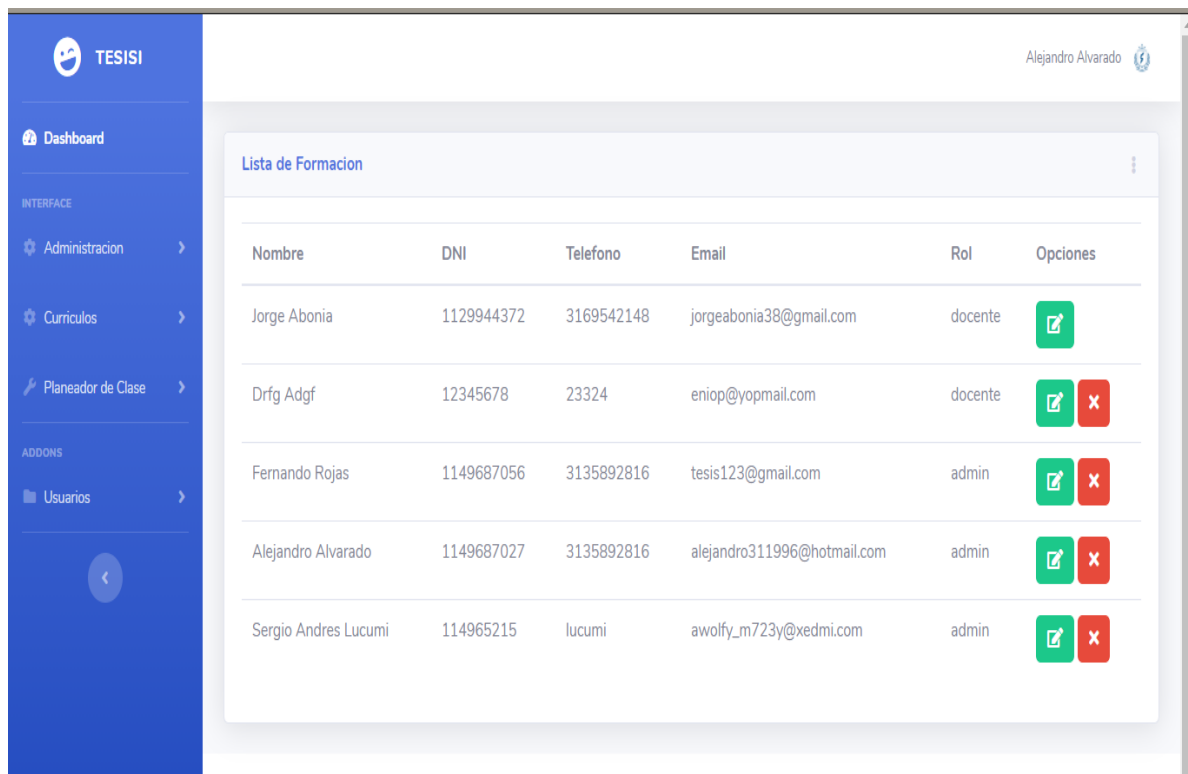 TESISI
Alejandro Alvarado
Dashboard
INTERFACE
Administracion
Curriculos
Planeador de Clase
ADDONS
Usuarios
Lista de Formacion
Nombre DNI Telefono Email Rol Opciones
Jorge Abonia 1129944372 3169542148 jorgeabonia38@gmail.com docente
Drfg Adgf 12345678 23324 eniop@yopmail.com docente
Fernando Rojas 1149687056 3135892816 tesis123@gmail.com admin
Alejandro Alvarado 1149687027 3135892816 alejandro311996@hotmail.com admin
Sergio Andres Lucumi 114965215 lucumi awolfy_m723y@xedmi.com admin